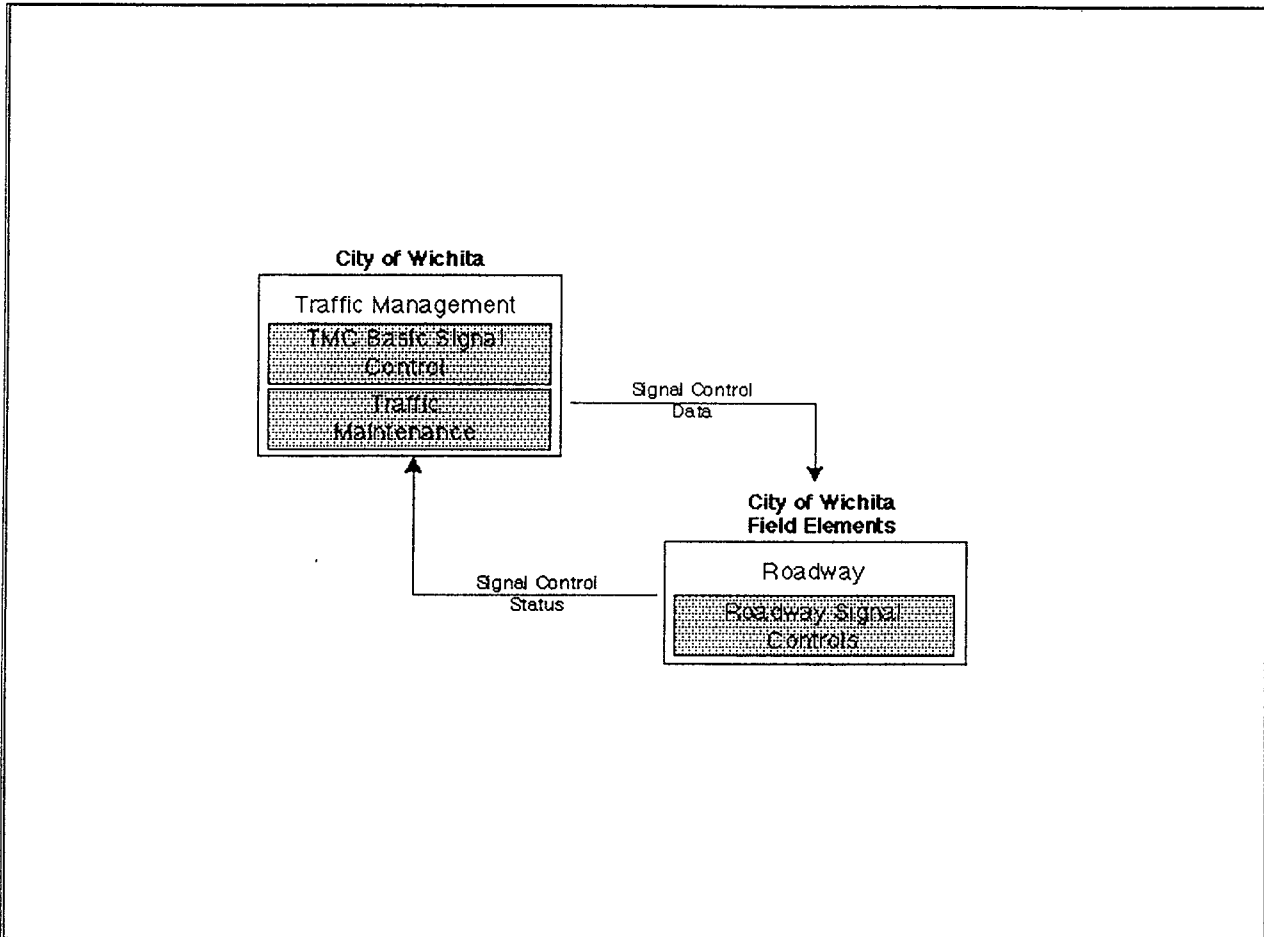 City of Wichita
Traffic Management
TMC Basic Signal
Control
Traffic
Maintenance
Signal Control
Data
City of Wichita
Field Elements
Roadway
Roadway Signal
Controls
Signal Control
Status